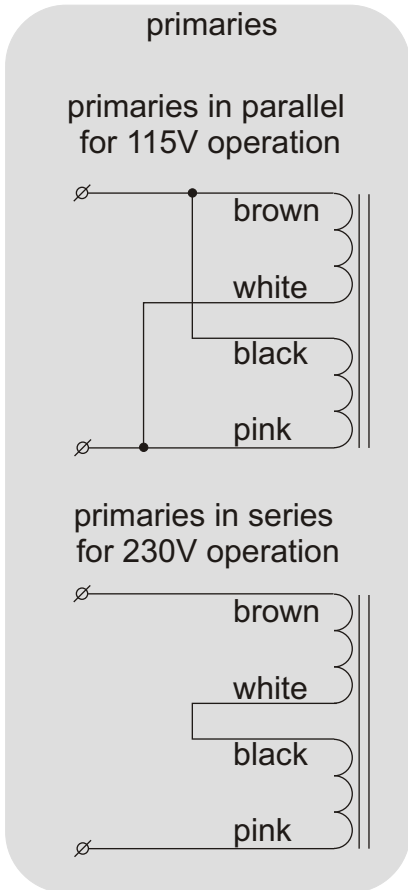 primaries
primaries in parallel
for 115V operation
brown
white
black
pink
primaries in series
for 230V operation
brown
white
black
pink